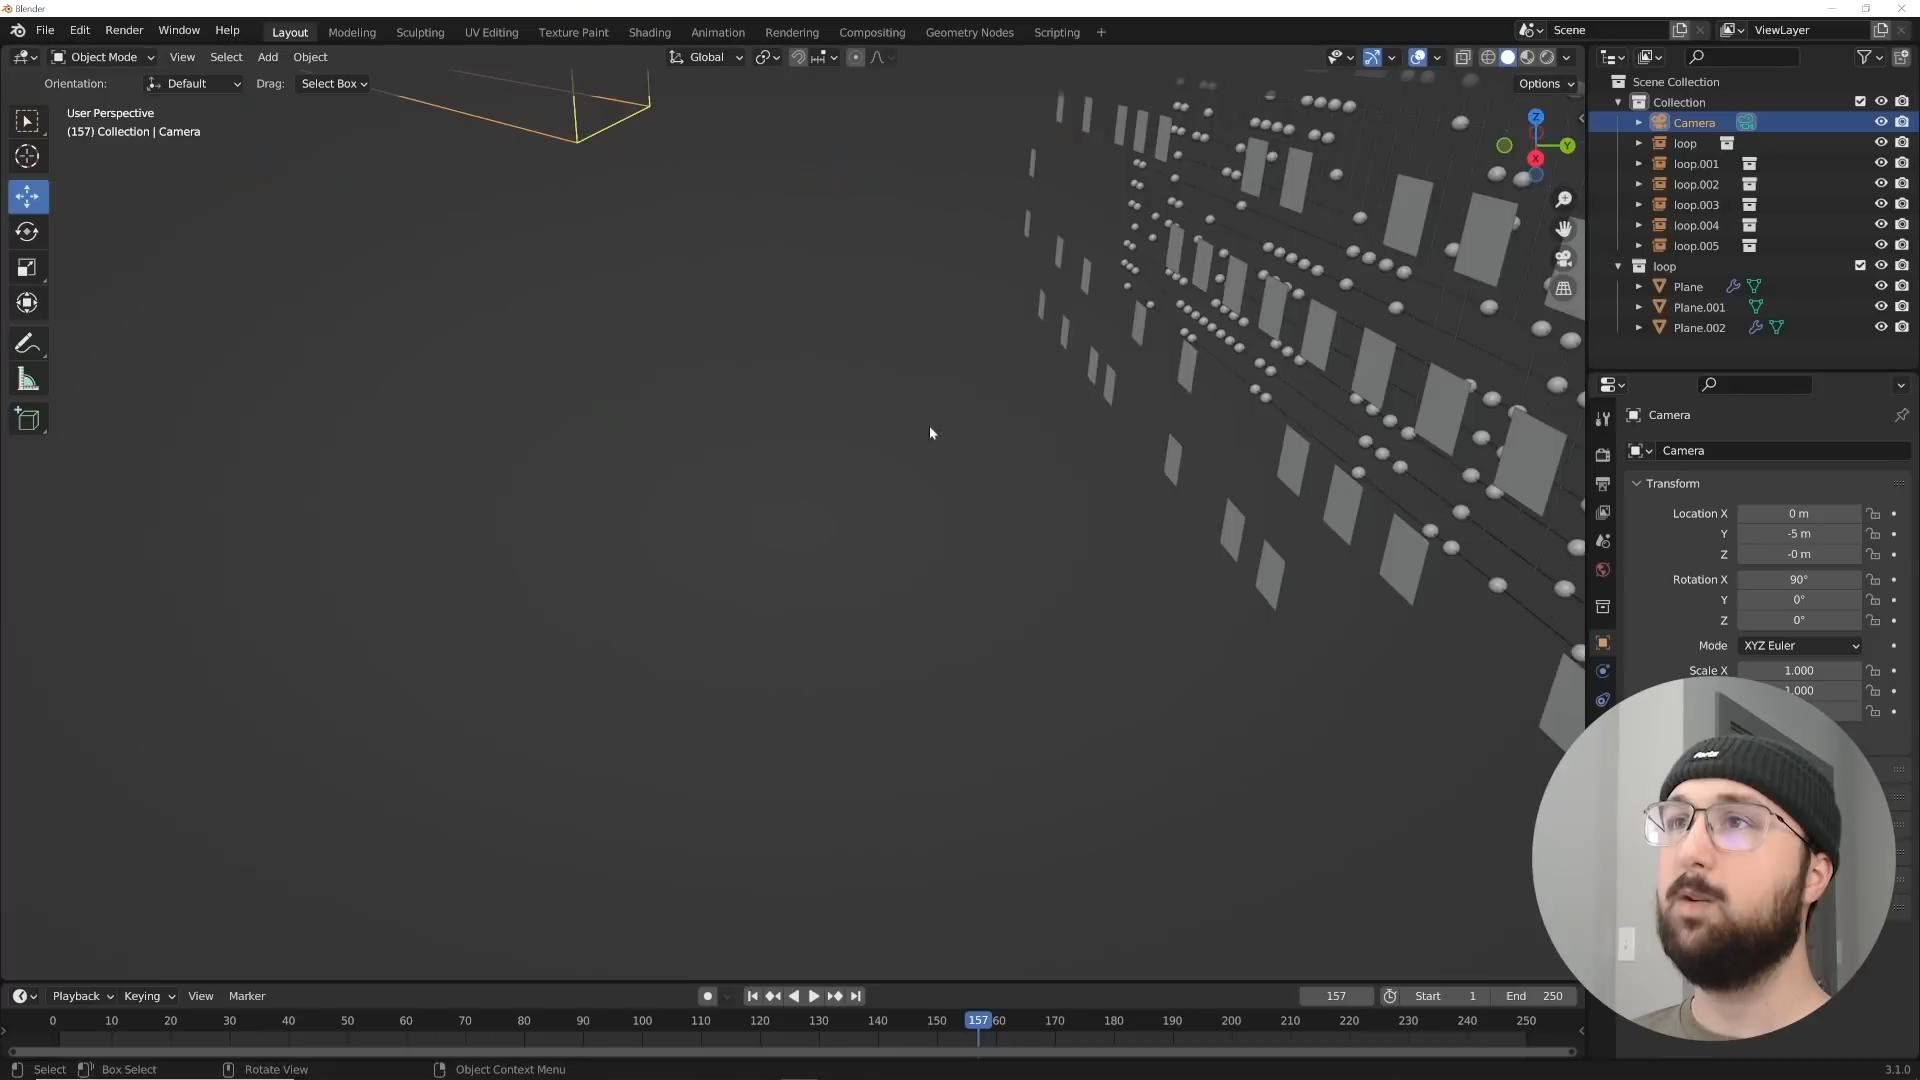 Blender
File Edit Render Window Help
Layout Modeling Sculpting UV Editing Texture Paint Shading Animation Rendering Compositing Geometry Nodes Scripting +
Scene
ViewLayer
Object Mode View Select Add Object
Global
Orientation: Default Drag: Select Box
Options
User Perspective
(157) Collection | Camera
Z
Y
X
Scene Collection
Collection
Camera
loop
loop.001
loop.002
loop.003
loop.004
loop.005
loop
Plane
Plane.001
Plane.002
Camera
Camera
Transform
Location X 0 m
Y -5 m
Z -0 m
Rotation X 90°
Y 0°
Z 0°
Mode XYZ Euler
Scale X 1.000
1.000
Playback Keying View Marker
157 Start 1 End 250
0 10 20 30 40 50 60 70 80 90 100 110 120 130 140 150 157 60 170 180 190 200 210 220 230 240 250
Select Box Select Rotate View Object Context Menu
3.1.0